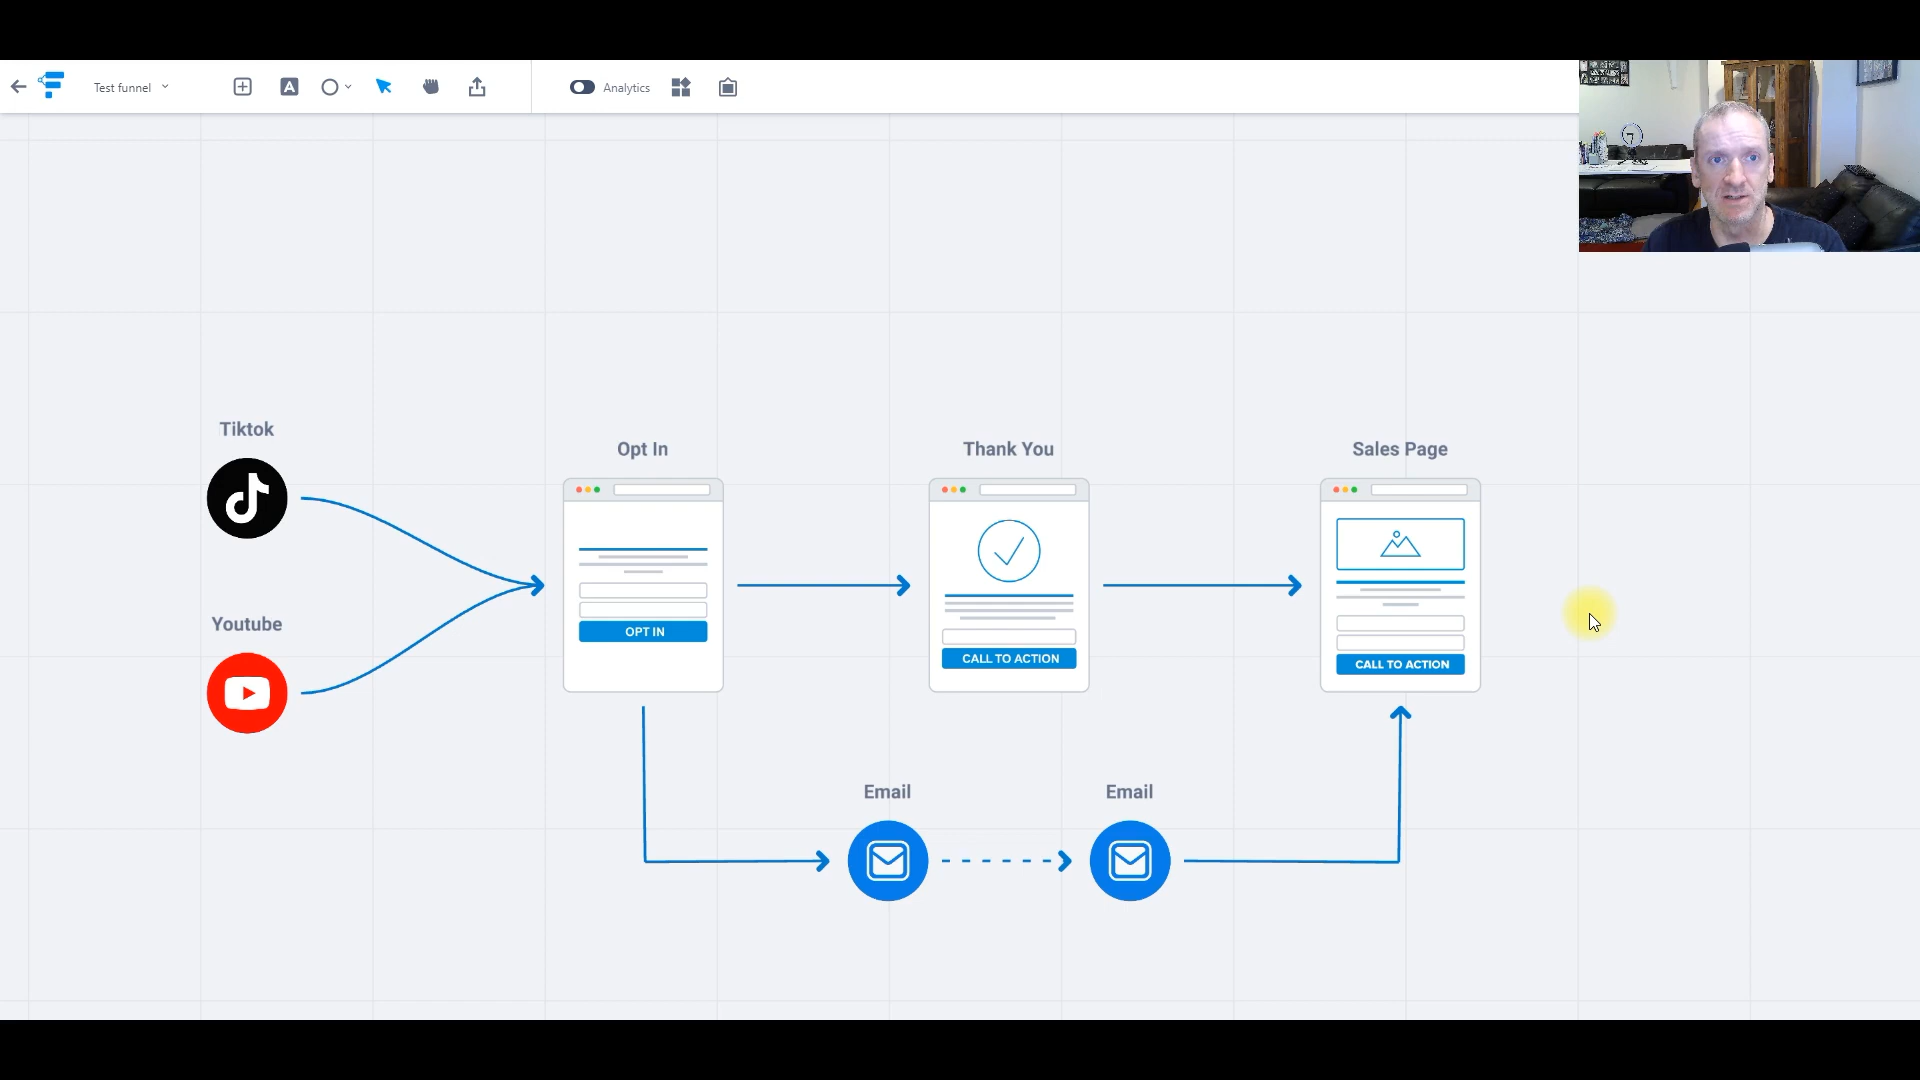 Test funnel
A
Analytics
Tiktok
Youtube
Opt In
OPT IN
Thank You
CALL TO ACTION
Sales Page
CALL TO ACTION
Email
Email